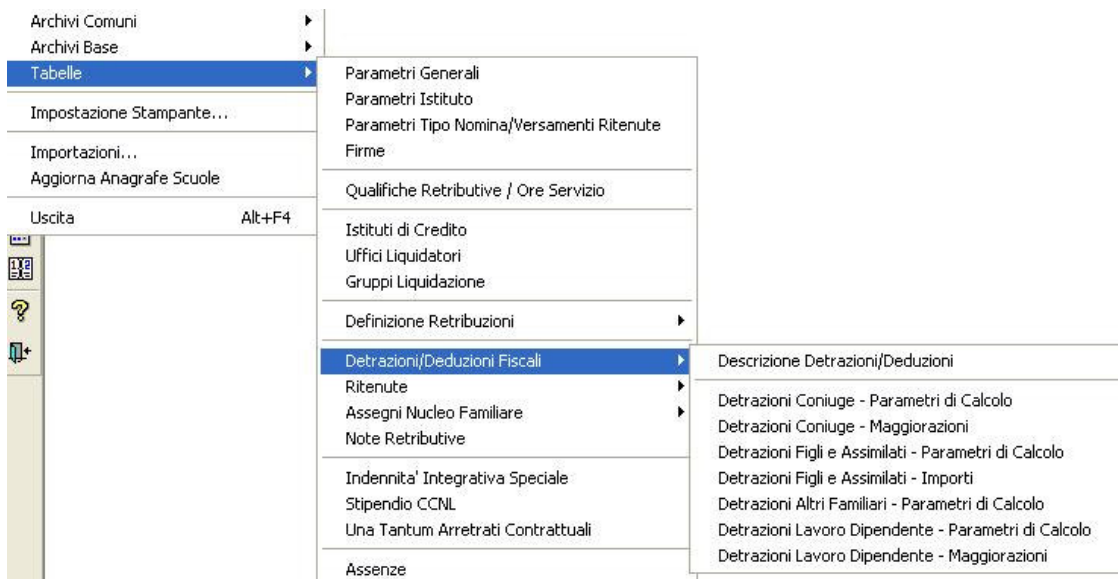 Archivi Comuni
Archivi Base
Tabelle
Impostazione Stampante...
Importazioni...
Aggiorna Anagrafe Scuole
Uscita Alt+F4
Parametri Generali
Parametri Istituto
Parametri Tipo Nomina/Versamenti Ritenute
Firme
Qualifiche Retributive / Ore Servizio
Istituti di Credito
Uffici Liquidatori
Gruppi Liquidazione
Definizione Retribuzioni
Detrazioni/Deduzioni Fiscali
Ritenute
Assegni Nucleo Familiare
Note Retributive
Indennita' Integrativa Speciale
Stipendio CCNL
Una Tantum Arretrati Contrattuali
Assenze
Descrizione Detrazioni/Deduzioni
Detrazioni Coniuge - Parametri di Calcolo
Detrazioni Coniuge - Maggiorazioni
Detrazioni Figli e Assimilati - Parametri di Calcolo
Detrazioni Figli e Assimilati - Importi
Detrazioni Altri Familiari - Parametri di Calcolo
Detrazioni Lavoro Dipendente - Parametri di Calcolo
Detrazioni Lavoro Dipendente - Maggiorazioni